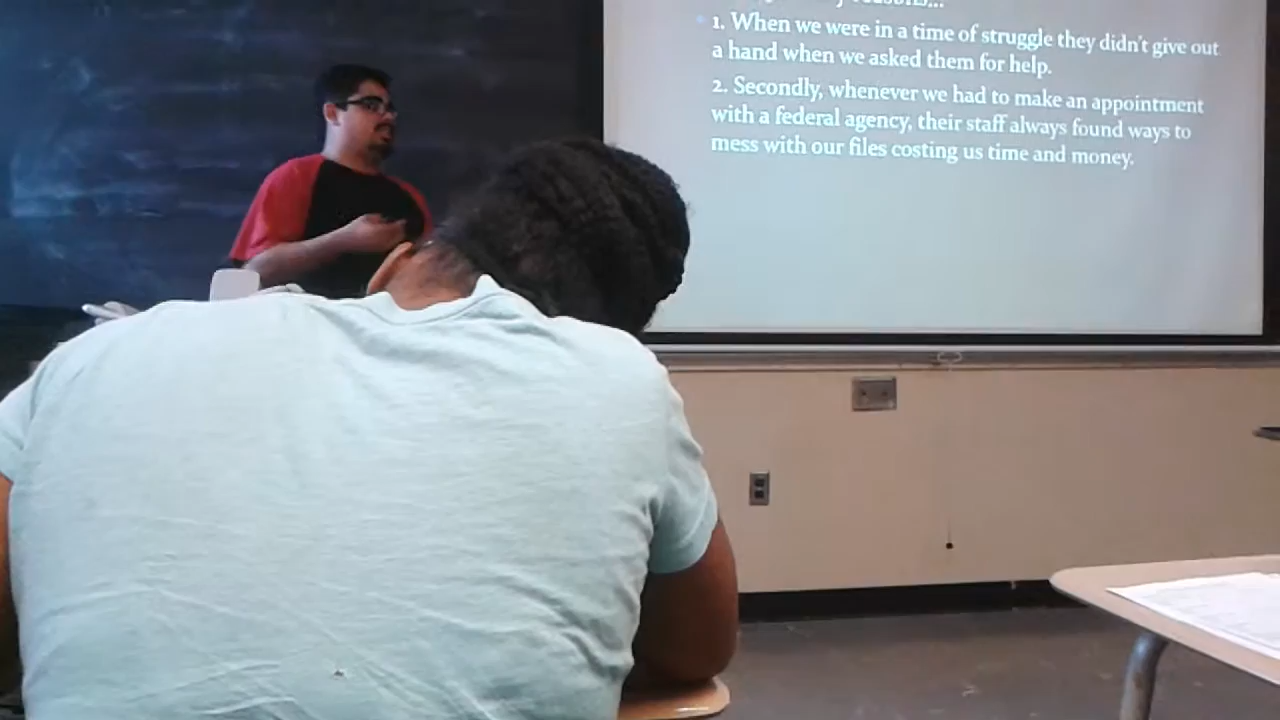 1. When we were in a time of struggle they didn't give out
a hand when we asked them for help.
2. Secondly, whenever we had to make an appointment
with a federal agency, their staff always found ways to
mess with our files costing us time and money.